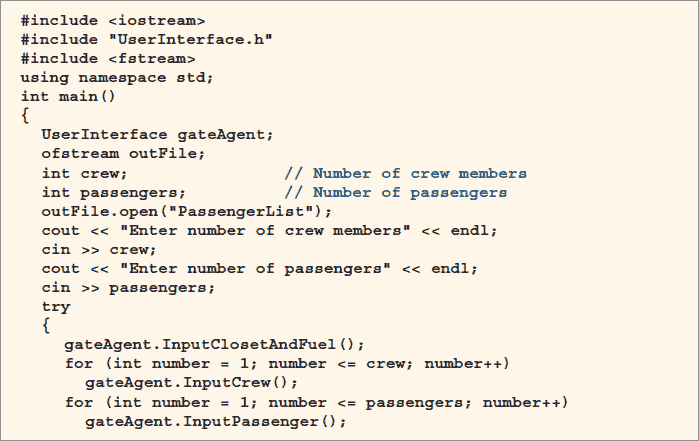 #include <iostream>
#include "UserInterface.h"
#include <fstream>
using namespace std;
int main()
{
UserInterface gateAgent;
ofstream outFile;
int crew; // Number of crew members
int passengers; // Number of passengers
outFile.open("PassengerList");
cout << "Enter number of crew members" << endl;
cin >> crew;
cout << "Enter number of passengers" << endl;
cin >> passengers;
try
{
gateAgent.InputClosetAndFuel();
for (int number = 1; number <= crew; number++)
gateAgent.InputCrew();
for (int number = 1; number <= passengers; number++)
gateAgent.InputPassenger();